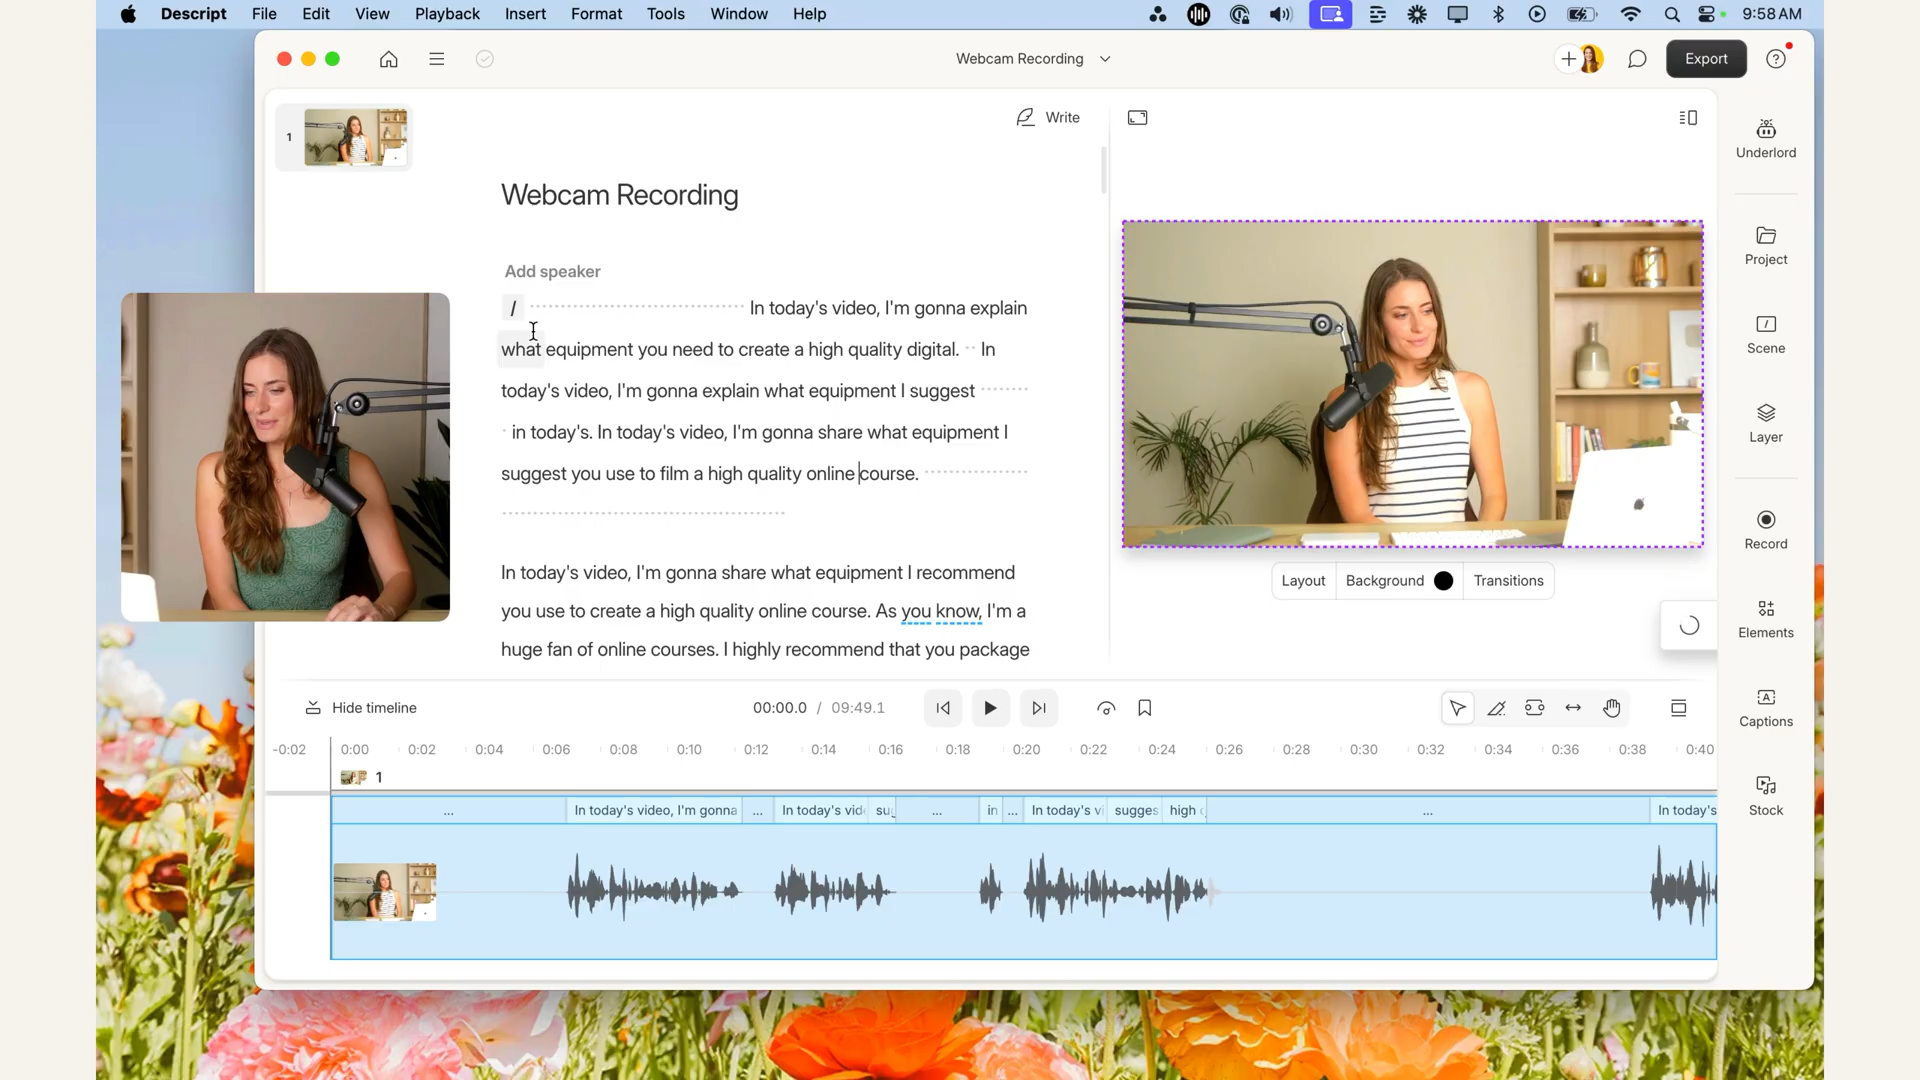 Descript File Edit View Playback Insert Format Tools Window Help 9:58 AM
Webcam Recording
Export
1
Write
Webcam Recording
Add speaker
/ In today's video, I'm gonna explain
what equipment you need to create a high quality digital. In
today's video, I'm gonna explain what equipment I suggest
in today's. In today's video, I'm gonna share what equipment I
suggest you use to film a high quality online course.
In today's video, I'm gonna share what equipment I recommend
you use to create a high quality online course. As you know, I'm a
huge fan of online courses. I highly recommend that you package
Layout Background Transitions
Underlord
Project
Scene
Layer
Record
Elements
Captions
Stock
Hide timeline
00:00.0 / 09:49.1
-0:02 0:00 0:02 0:04 0:06 0:08 0:10 0:12 0:14 0:16 0:18 0:20 0:22 0:24 0:26 0:28 0:30 0:32 0:34 0:36 0:38 0:40
1
... In today's video, I'm gonna ... In today's vid su ... in ... In today's vi sugges high ... In today's